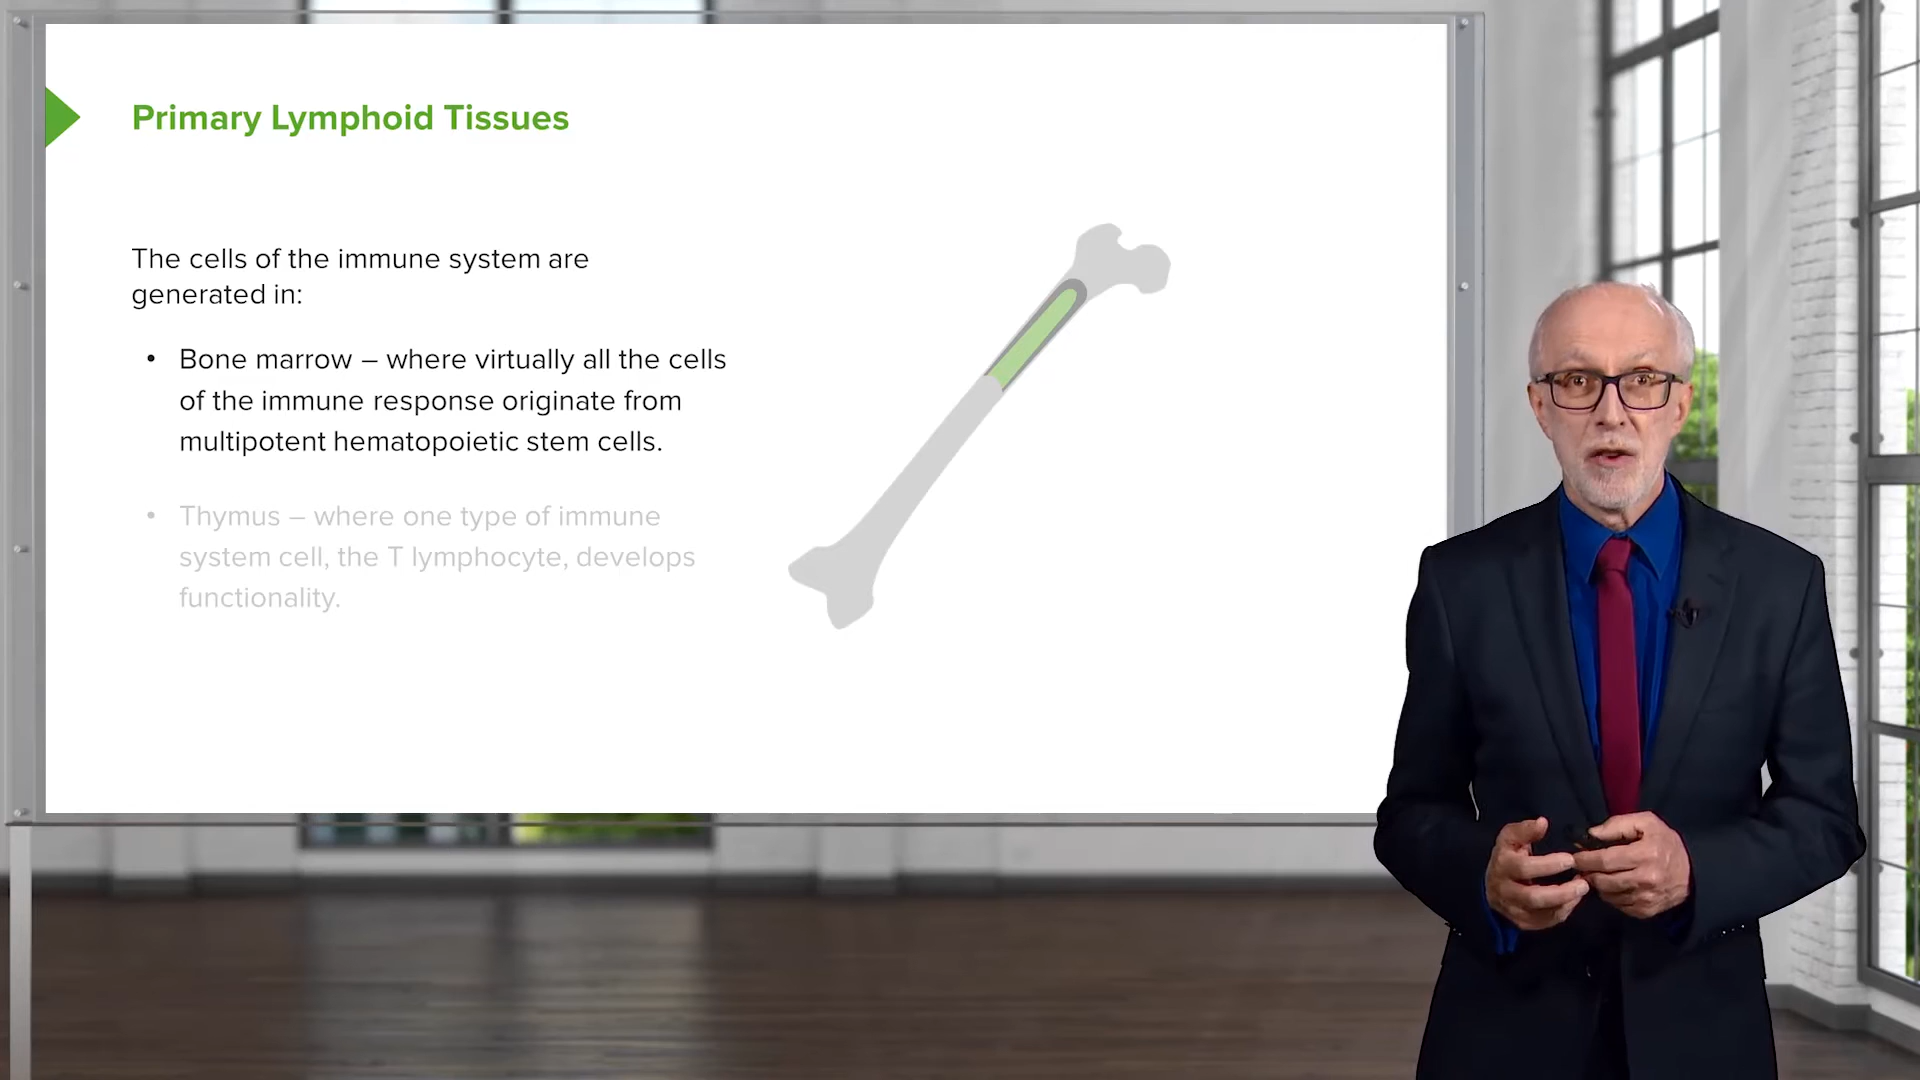 Primary Lymphoid Tissues
The cells of the immune system are
generated in:
• Bone marrow – where virtually all the cells
of the immune response originate from
multipotent hematopoietic stem cells.
• Thymus – where one type of immune
system cell, the T lymphocyte, develops
functionality.